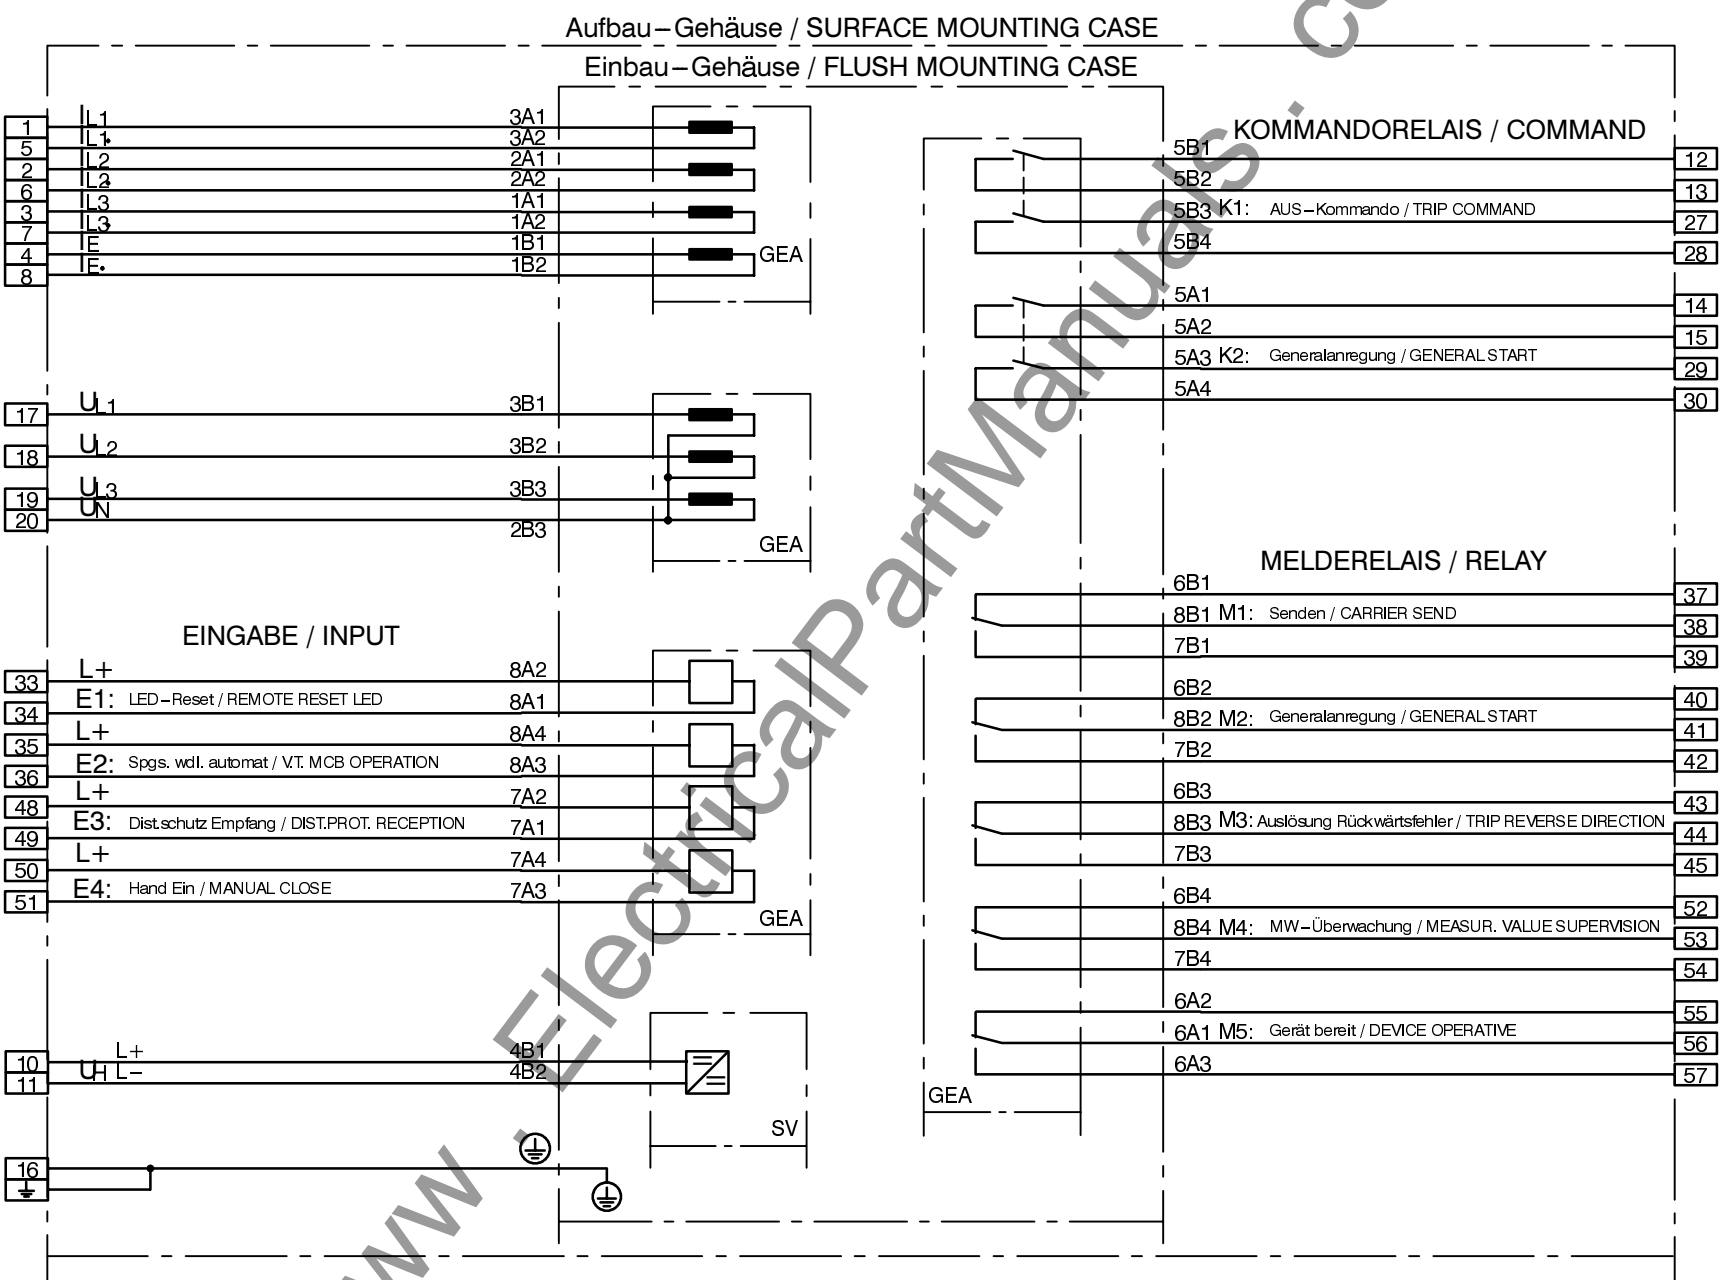 Aufbau–Gehäuse / SURFACE MOUNTING CASE
Einbau–Gehäuse / FLUSH MOUNTING CASE
1 IL1 3A1
5 IL1• 3A2
2 IL2 2A1
6 IL2• 2A2
3 IL3 1A1
7 IL3• 1A2
4 IE 1B1
8 IE• 1B2
GEA
17 UL1 3B1
18 UL2 3B2
19 UL3 3B3
20 UN 2B3
GEA
EINGABE / INPUT
33 L+ 8A2
34 E1: LED–Reset / REMOTE RESET LED 8A1
35 L+ 8A4
36 E2: Spgs. wdl. automat / V.T. MCB OPERATION 8A3
48 L+ 7A2
49 E3: Dist.schutz Empfang / DIST.PROT. RECEPTION 7A1
50 L+ 7A4
51 E4: Hand Ein / MANUAL CLOSE 7A3
GEA
10 L+ 4B1
11 UH L– 4B2
SV
16
KOMMANDORELAIS / COMMAND
5B1 12
5B2 13
5B3 K1: AUS–Kommando / TRIP COMMAND 27
5B4 28
5A1 14
5A2 15
5A3 K2: Generalanregung / GENERAL START 29
5A4 30
MELDERELAIS / RELAY
6B1 37
8B1 M1: Senden / CARRIER SEND 38
7B1 39
6B2 40
8B2 M2: Generalanregung / GENERAL START 41
7B2 42
6B3 43
8B3 M3: Auslösung Rückwärtsfehler / TRIP REVERSE DIRECTION 44
7B3 45
6B4 52
8B4 M4: MW–Überwachung / MEASUR. VALUE SUPERVISION 53
7B4 54
6A2 55
6A1 M5: Gerät bereit / DEVICE OPERATIVE 56
6A3 57
GEA
ww . ElectricalPartManuals . co